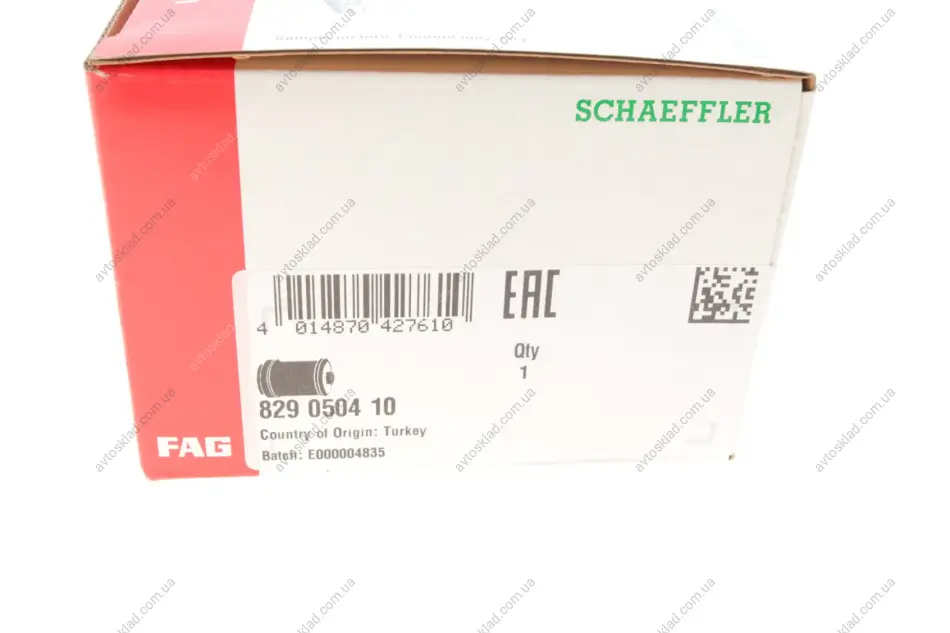 SCHAEFFLER
4 014870 427610
EAC
Qty
1
829 0504 10
Country of Origin: Turkey
Batch: E000004835
FAG
avtosklad.com.ua